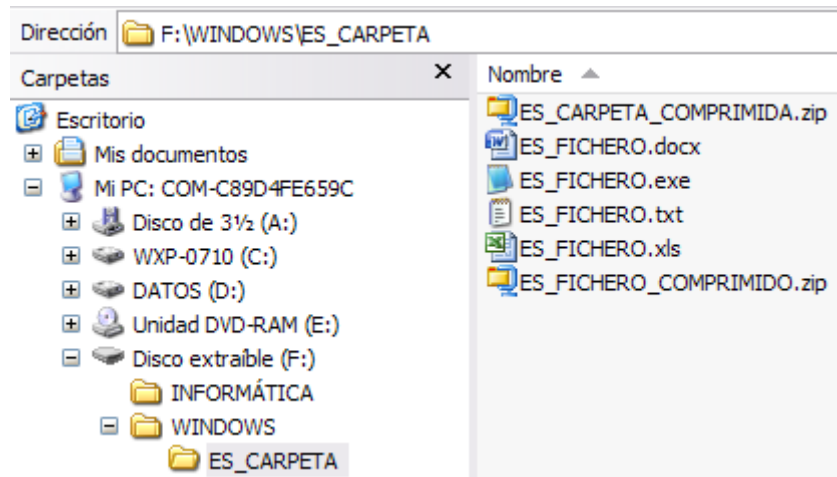 Dirección F:\WINDOWS\ES_CARPETA
Carpetas
Escritorio
Mis documentos
Mi PC: COM-C89D4FE659C
Disco de 3½ (A:)
WXP-0710 (C:)
DATOS (D:)
Unidad DVD-RAM (E:)
Disco extraíble (F:)
INFORMÁTICA
WINDOWS
ES_CARPETA
Nombre
ES_CARPETA_COMPRIMIDA.zip
ES_FICHERO.docx
ES_FICHERO.exe
ES_FICHERO.txt
ES_FICHERO.xls
ES_FICHERO_COMPRIMIDO.zip